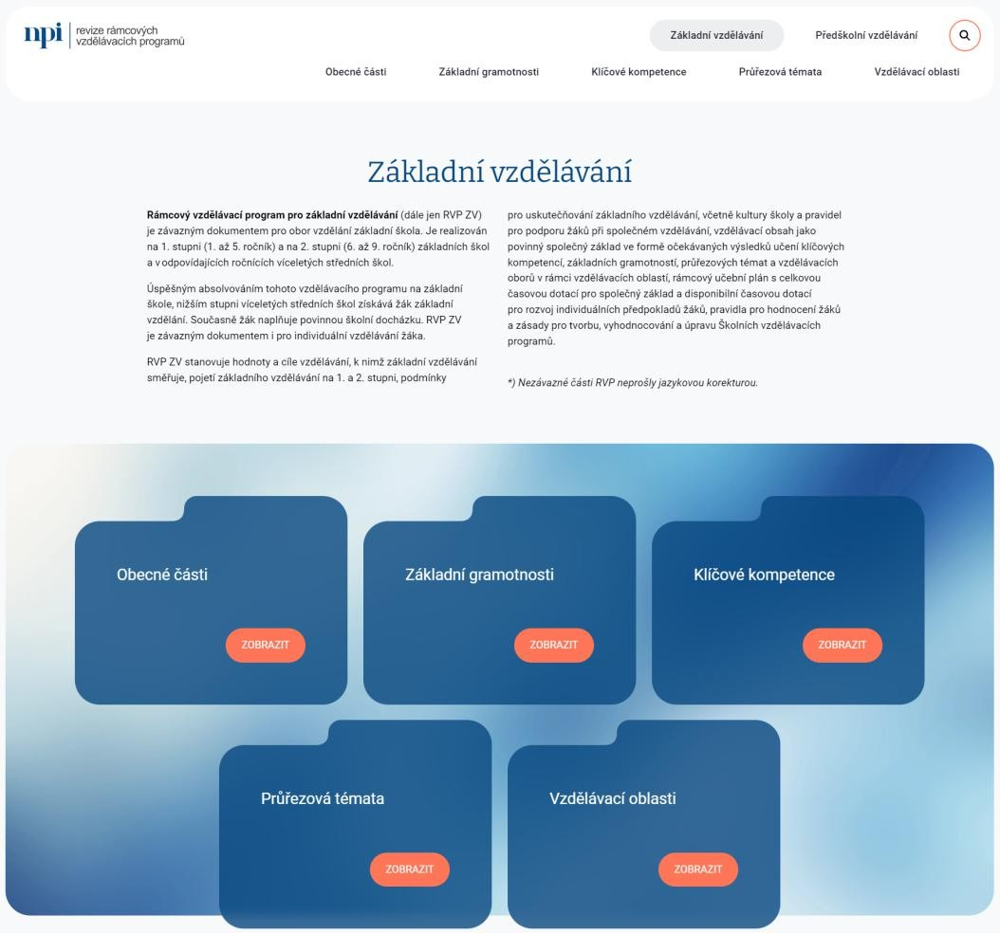 npi
revize rámcových
vzdělávacích programů
Základní vzdělávání
Předškolní vzdělávání
Obecné části
Základní gramotnosti
Klíčové kompetence
Průřezová témata
Vzdělávací oblasti
Základní vzdělávání
Rámcový vzdělávací program pro základní vzdělávání (dále jen RVP ZV)
je závazným dokumentem pro obor vzdělání základní škola. Je realizován
na 1. stupni (1. až 5. ročník) a na 2. stupni (6. až 9. ročník) základních škol
a v odpovídajících ročnících víceletých středních škol.
Úspěšným absolvováním tohoto vzdělávacího programu na základní
škole, nižším stupni víceletých středních škol získává žák základní
vzdělání. Současně žák naplňuje povinnou školní docházku. RVP ZV
je závazným dokumentem i pro individuální vzdělávání žáka.
RVP ZV stanovuje hodnoty a cíle vzdělávání, k nimž základní vzdělávání
směřuje, pojetí základního vzdělávání na 1. a 2. stupni, podmínky
pro uskutečňování základního vzdělávání, včetně kultury školy a pravidel
pro podporu žáků při společném vzdělávání, vzdělávací obsah jako
povinný společný základ ve formě očekávaných výsledků učení klíčových
kompetencí, základních gramotností, průřezových témat a vzdělávacích
oborů v rámci vzdělávacích oblastí, rámcový učební plán s celkovou
časovou dotací pro společný základ a disponibilní časovou dotací
pro rozvoj individuálních předpokladů žáků, pravidla pro hodnocení žáků
a zásady pro tvorbu, vyhodnocování a úpravu Školních vzdělávacích
programů.
*) Nezávazné části RVP neprošly jazykovou korekturou.
Obecné části
ZOBRAZIT
Základní gramotnosti
ZOBRAZIT
Klíčové kompetence
ZOBRAZIT
Průřezová témata
ZOBRAZIT
Vzdělávací oblasti
ZOBRAZIT